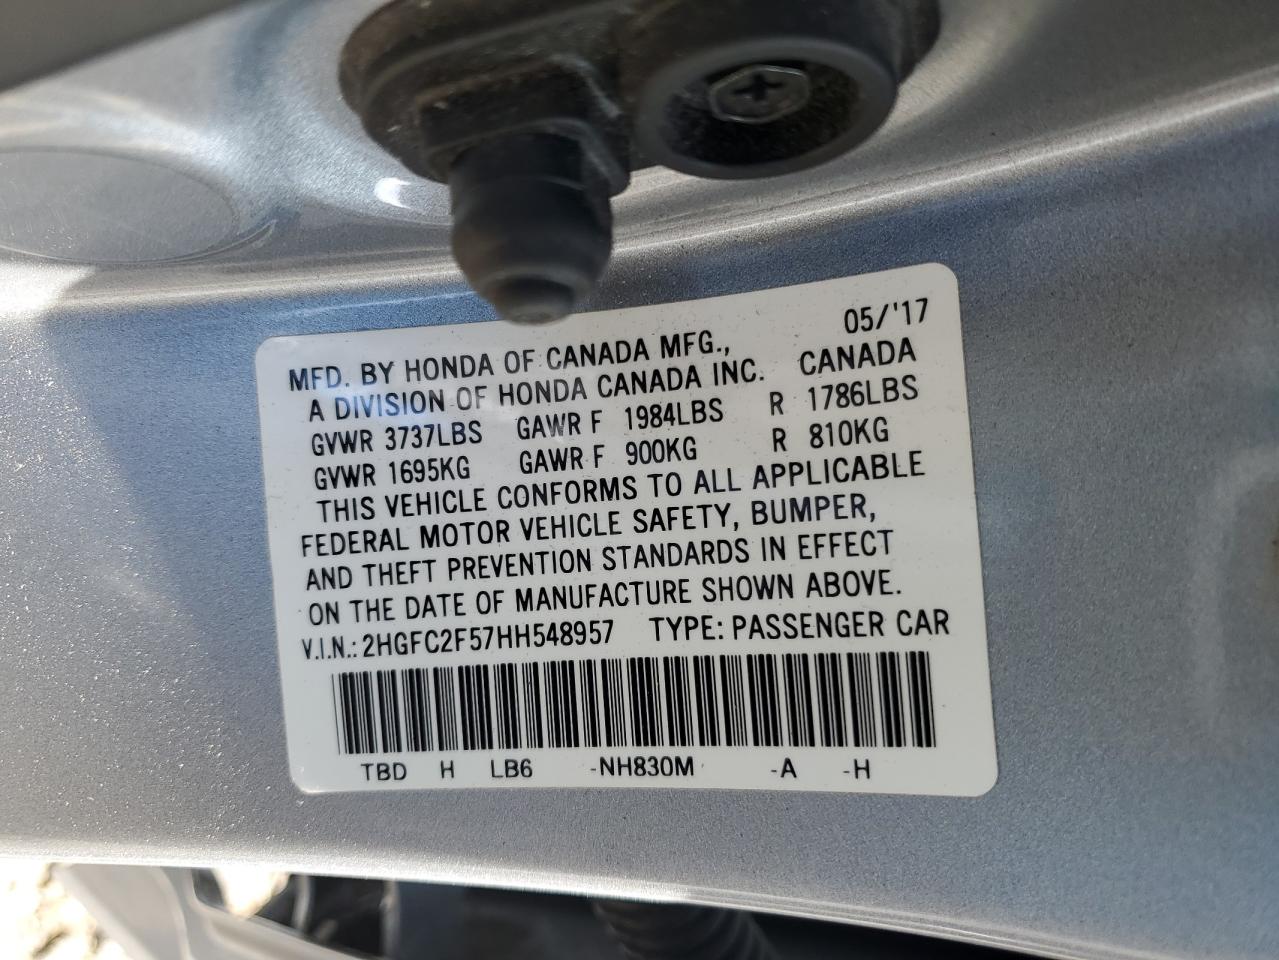 MFD. BY HONDA OF CANADA MFG., 05/'17
A DIVISION OF HONDA CANADA INC. CANADA
GVWR 3737LBS GAWR F 1984LBS R 1786LBS
GVWR 1695KG GAWR F 900KG R 810KG
THIS VEHICLE CONFORMS TO ALL APPLICABLE
FEDERAL MOTOR VEHICLE SAFETY, BUMPER,
AND THEFT PREVENTION STANDARDS IN EFFECT
ON THE DATE OF MANUFACTURE SHOWN ABOVE.
V.I.N.: 2HGFC2F57HH548957 TYPE: PASSENGER CAR
TBD H LB6 -NH830M -A -H